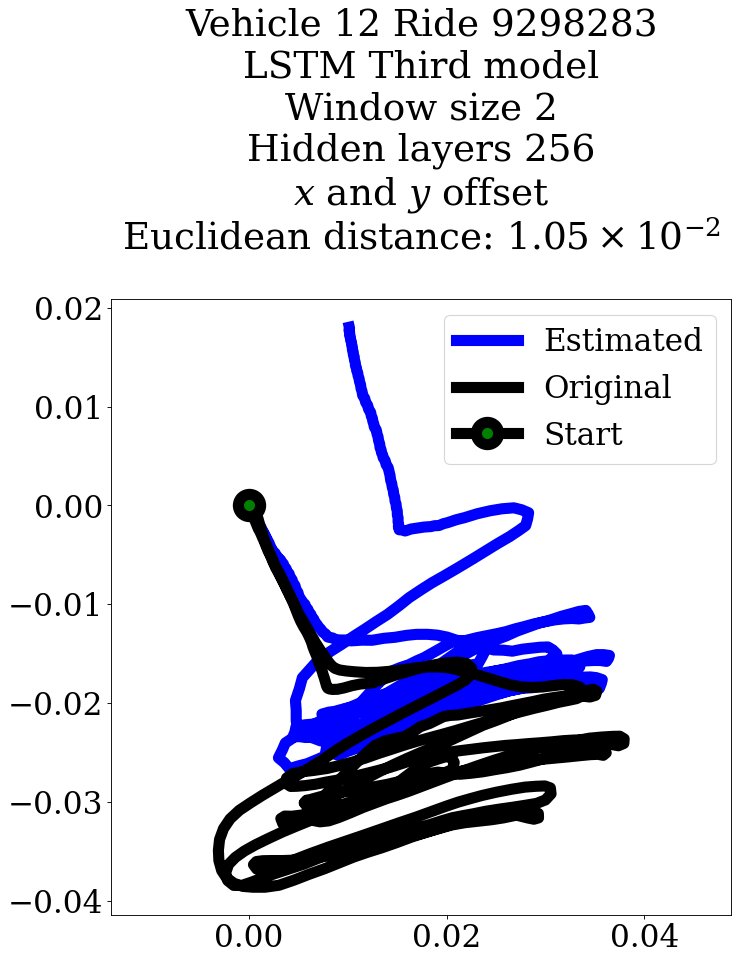 Vehicle 12 Ride 9298283
LSTM Third model
Window size 2
Hidden layers 256
x and y offset
Euclidean distance: 1.05 × 10⁻²
Estimated
Original
Start
0.02
0.01
0.00
−0.01
−0.02
−0.03
−0.04
0.00 0.02 0.04